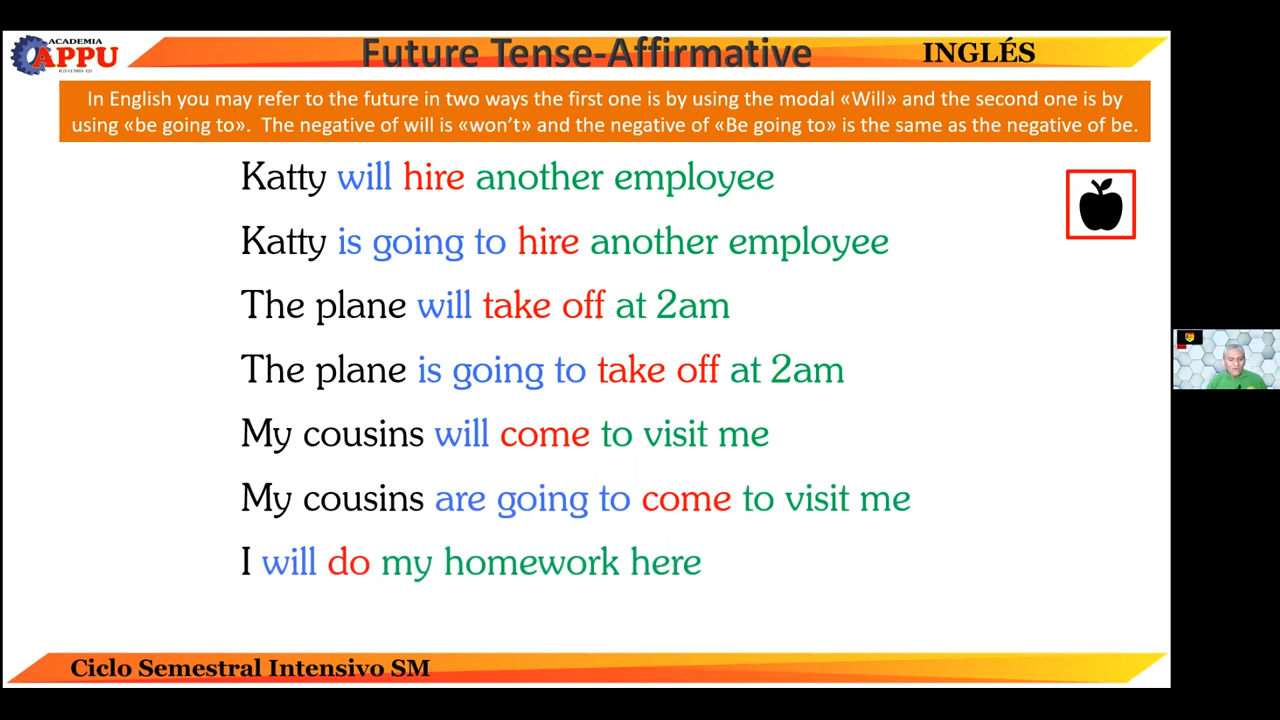 ACADEMIA
APPU
Future Tense-Affirmative
INGLÉS
In English you may refer to the future in two ways the first one is by using the modal «Will» and the second one is by
using «be going to». The negative of will is «won’t» and the negative of «Be going to» is the same as the negative of be.
Katty will hire another employee
Katty is going to hire another employee
The plane will take off at 2am
The plane is going to take off at 2am
My cousins will come to visit me
My cousins are going to come to visit me
I will do my homework here
Ciclo Semestral Intensivo SM